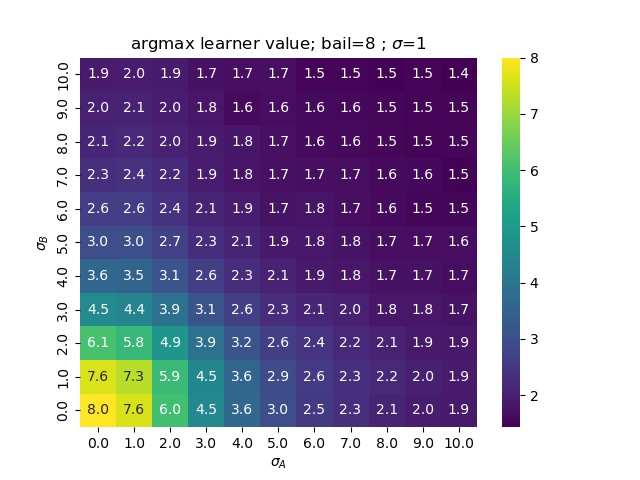 argmax learner value; bail=8 ; σ=1
10.0 1.9 2.0 1.9 1.7 1.7 1.7 1.5 1.5 1.5 1.5 1.4
9.0 2.0 2.1 2.0 1.8 1.6 1.6 1.6 1.6 1.5 1.5 1.5
8.0 2.1 2.2 2.0 1.9 1.8 1.7 1.6 1.6 1.5 1.5 1.5
7.0 2.3 2.4 2.2 1.9 1.8 1.7 1.7 1.7 1.6 1.6 1.5
6.0 2.6 2.6 2.4 2.1 1.9 1.7 1.8 1.7 1.6 1.5 1.5
5.0 3.0 3.0 2.7 2.3 2.1 1.9 1.8 1.8 1.7 1.7 1.6
4.0 3.6 3.5 3.1 2.6 2.3 2.1 1.9 1.8 1.7 1.7 1.7
3.0 4.5 4.4 3.9 3.1 2.6 2.3 2.1 2.0 1.8 1.8 1.7
2.0 6.1 5.8 4.9 3.9 3.2 2.6 2.4 2.2 2.1 1.9 1.9
1.0 7.6 7.3 5.9 4.5 3.6 2.9 2.6 2.3 2.2 2.0 1.9
0.0 8.0 7.6 6.0 4.5 3.6 3.0 2.5 2.3 2.1 1.9 1.9
0.0 1.0 2.0 3.0 4.0 5.0 6.0 7.0 8.0 9.0 10.0
σ_A
σ_B
8
7
6
5
4
3
2